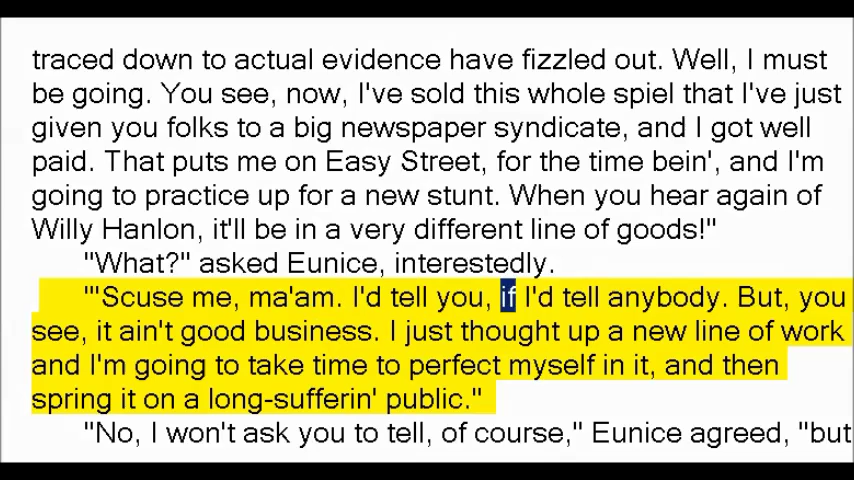 traced down to actual evidence have fizzled out. Well, I must
be going. You see, now, I've sold this whole spiel that I've just
given you folks to a big newspaper syndicate, and I got well
paid. That puts me on Easy Street, for the time bein', and I'm
going to practice up for a new stunt. When you hear again of
Willy Hanlon, it'll be in a very different line of goods!"
"What?" asked Eunice, interestedly.
"'Scuse me, ma'am. I'd tell you, if I'd tell anybody. But, you
see, it ain't good business. I just thought up a new line of work
and I'm going to take time to perfect myself in it, and then
spring it on a long-sufferin' public."
"No, I won't ask you to tell, of course," Eunice agreed, "but